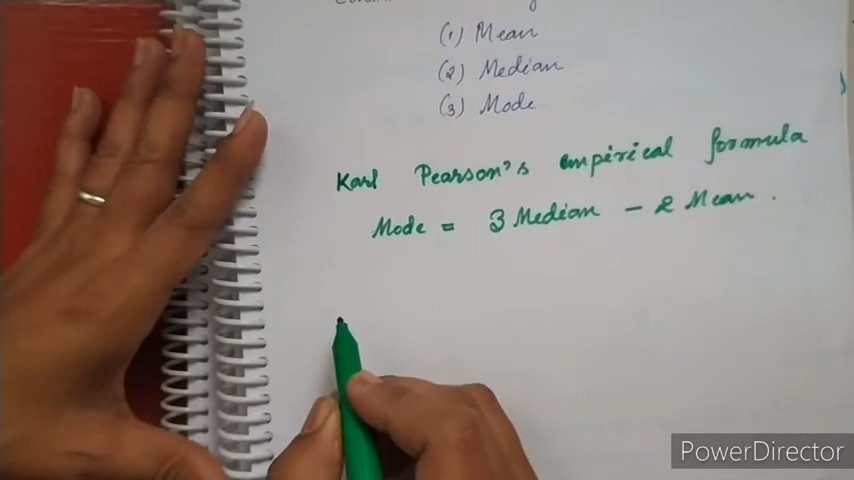 (1) Mean
(2) Median
(3) Mode
Karl Pearson's empirical formula
Mode = 3 Median - 2 Mean .
PowerDirector